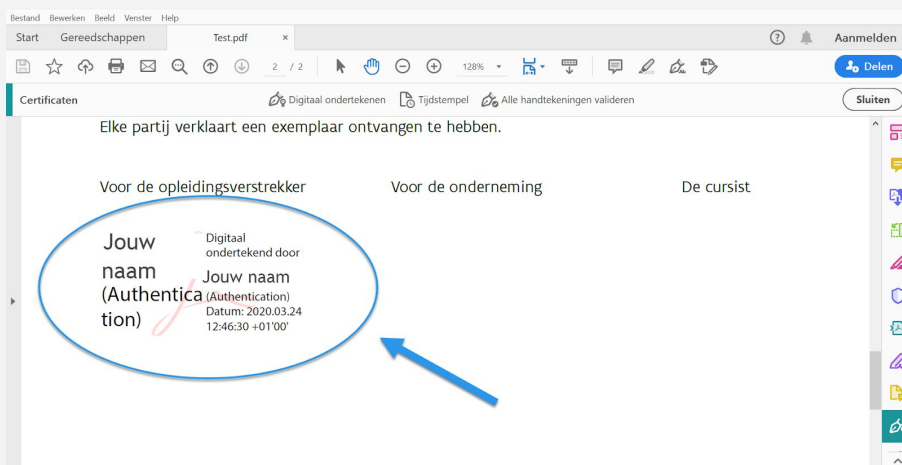 Bestand Bewerken Beeld Venster Help
Start Gereedschappen Test.pdf × ? Aanmelden
2 / 2 128% Delen
Certificaten Digitaal ondertekenen Tijdstempel Alle handtekeningen valideren Sluiten
Elke partij verklaart een exemplaar ontvangen te hebben.
Voor de opleidingsverstrekker Voor de onderneming De cursist
Jouw
naam
(Authentica
tion)
Digitaal
ondertekend door
Jouw naam
(Authentication)
Datum: 2020.03.24
12:46:30 +01'00'